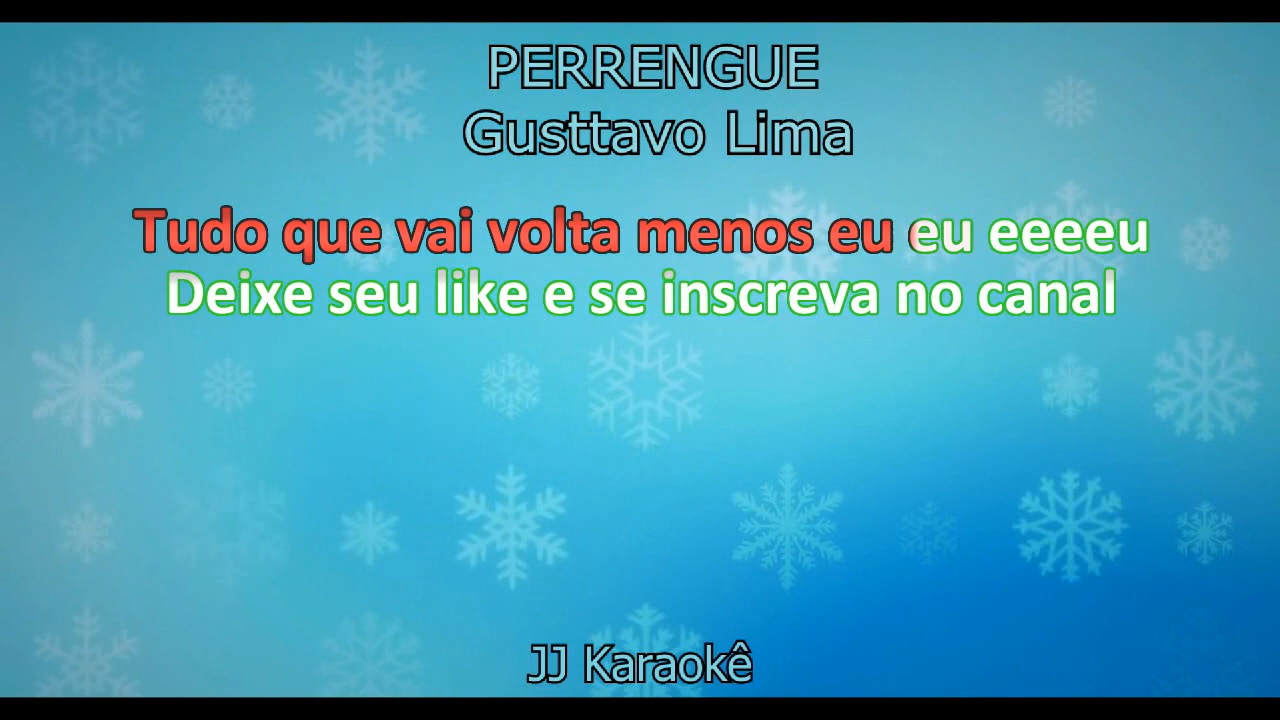 PERRENGUE
Gusttavo Lima
Tudo que vai volta menos eu eu eeeeu
Deixe seu like e se inscreva no canal
JJ Karaokê